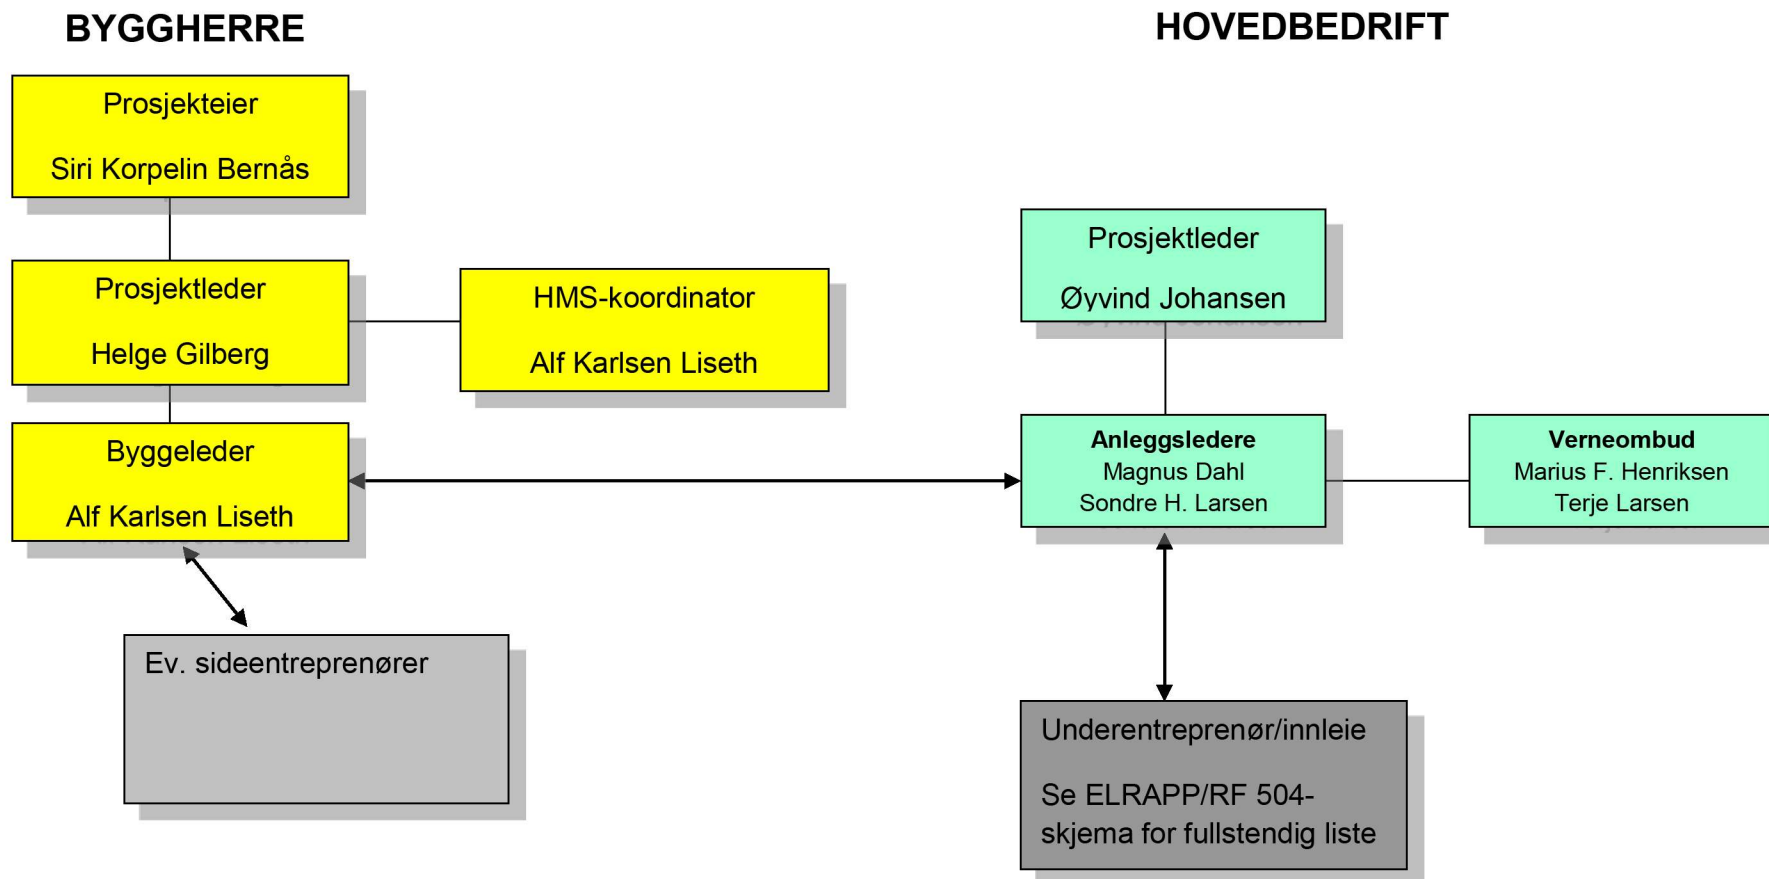 BYGGHERRE
HOVEDBEDRIFT
Prosjekteier
Siri Korpelin Bernås
Prosjektleder
Helge Gilberg
HMS-koordinator
Alf Karlsen Liseth
Byggeleder
Alf Karlsen Liseth
Ev. sideentreprenører
Prosjektleder
Øyvind Johansen
Anleggsledere
Magnus Dahl
Sondre H. Larsen
Verneombud
Marius F. Henriksen
Terje Larsen
Underentreprenør/innleie
Se ELRAPP/RF 504-
skjema for fullstendig liste